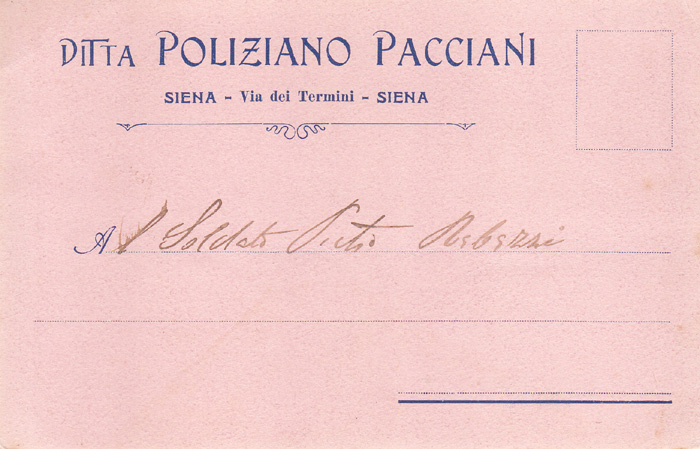 DITTA POLIZIANO PACCIANI
SIENA - Via dei Termini - SIENA
Al Soldato Pietro